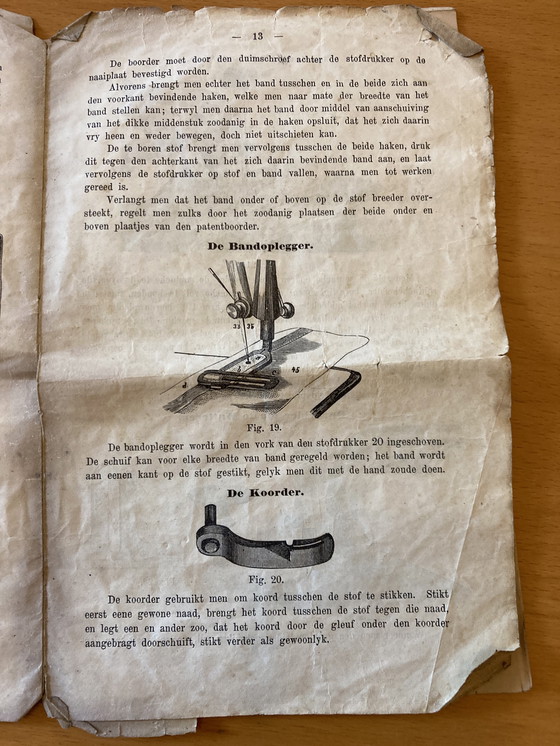 — 13 —
De boorder moet door den duimschroef achter de stofdrukker op de
naaiplaat bevestigd worden.
Alvorens brengt men echter het band tusschen en in de beide zich aan
den voorkant bevindende haken, welke men naar mate der breedte van het
band stellen kan; terwyl men daarna het band door middel van aanschuiving
van het dikke middenstuk zoodanig in de haken opsluit, dat het zich daarin
vry heen en weder bewegen, doch niet uitschieten kan.
De te boren stof brengt men vervolgens tusschen de beide haken, druk
dit tegen den achterkant van het zich daarin bevindende band aan, en laat
vervolgens de stofdrukker op stof en band vallen, waarna men tot werken
gereed is.
Verlangt men dat het band onder of boven op de stof breeder over-
steekt, regelt men zulks door het zoodanig plaatsen der beide onder en
boven plaatjes van den patentboorder.
De Bandoplegger.
33 35
45
Fig. 19.
De bandoplegger wordt in den vork van den stofdrukker 20 ingeschoven.
De schuif kan voor elke breedte van band geregeld worden; het band wordt
aan eenen kant op de stof gestikt, gelyk men dit met de hand zoude doen.
De Koorder.
Fig. 20.
De koorder gebruikt men om koord tusschen de stof te stikken. Stikt
eerst eene gewone naad, brengt het koord tusschen de stof tegen die naad,
en legt een en ander zoo, dat het koord door de gleuf onder den koorder
aangebragt doorschuift, stikt verder als gewoonlyk.